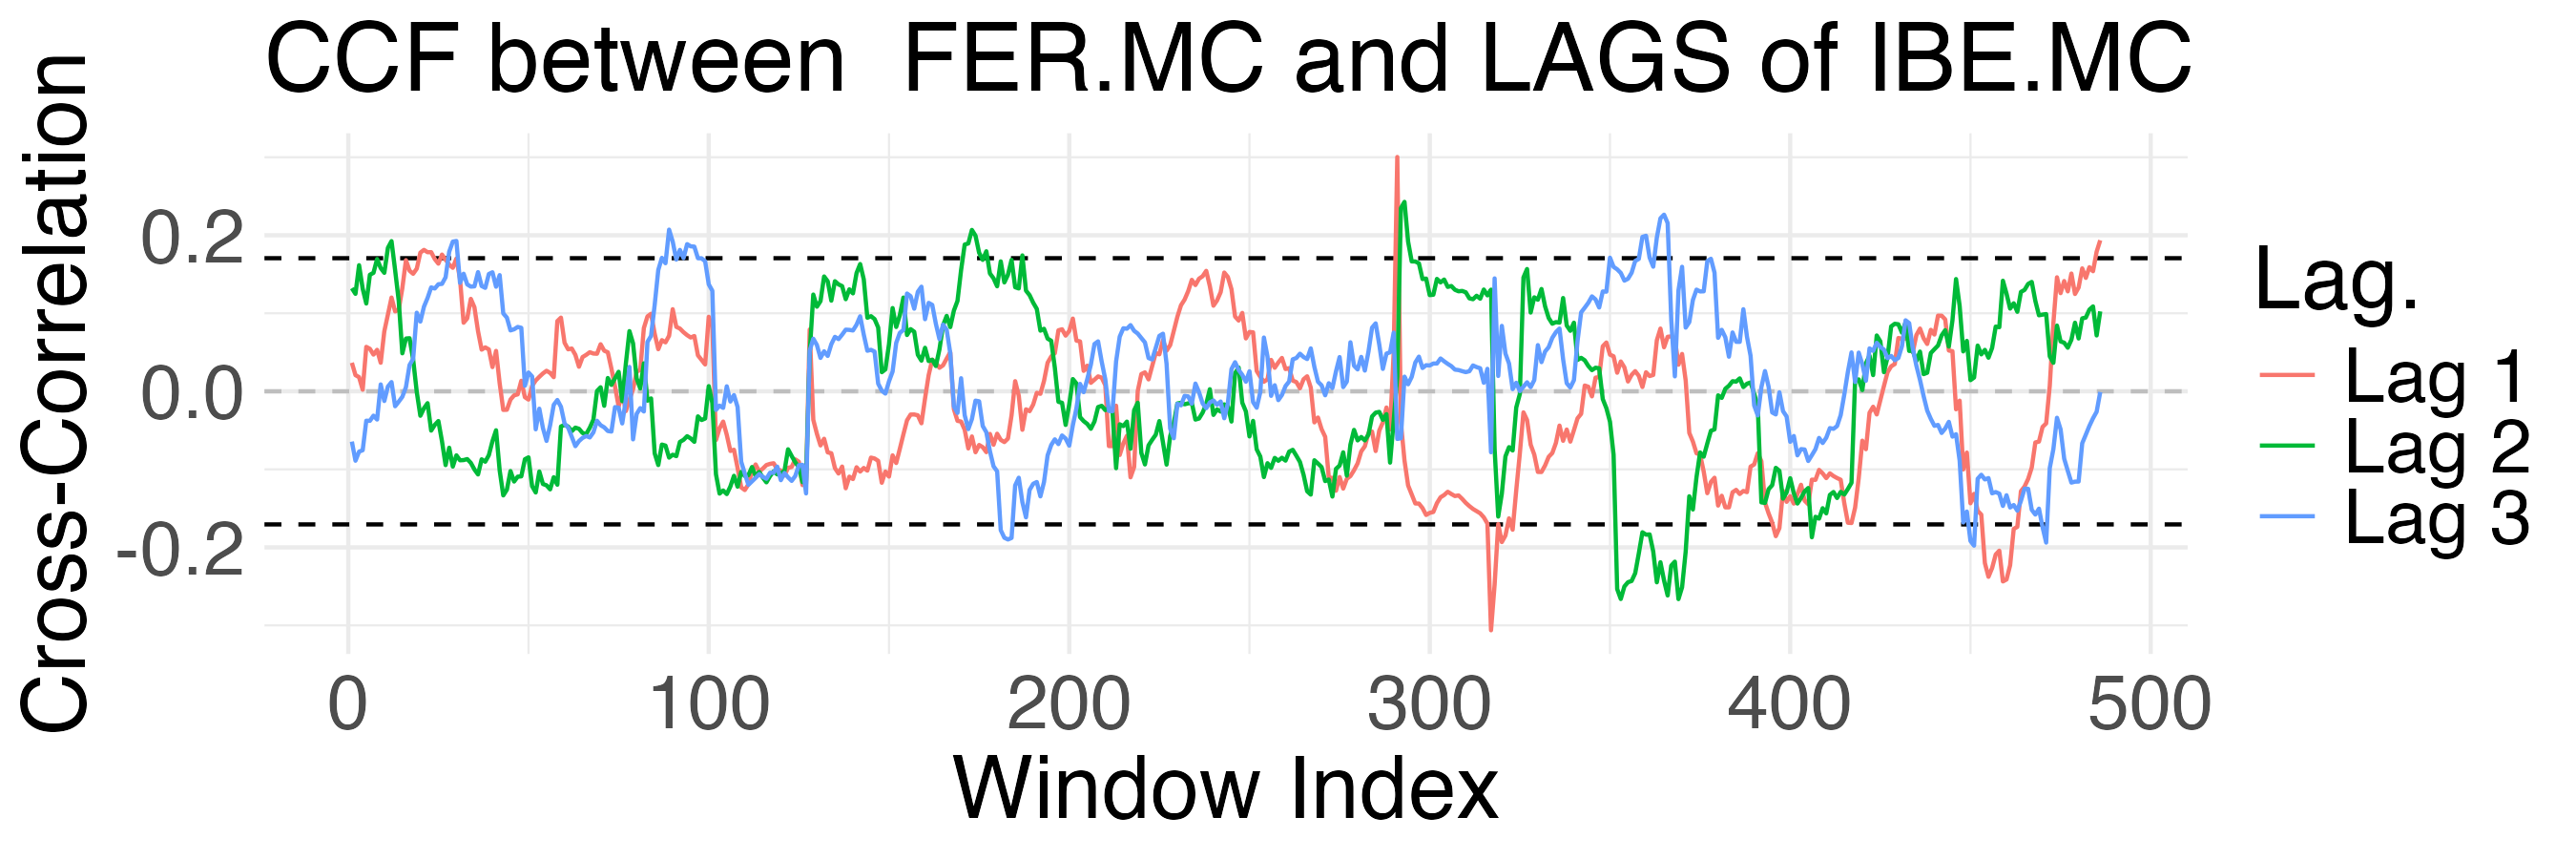 CCF between  FER.MC and LAGS of IBE.MC
Cross-Correlation
0.2
0.0
-0.2
0 100 200 300 400 500
Window Index
Lag.
Lag 1
Lag 2
Lag 3